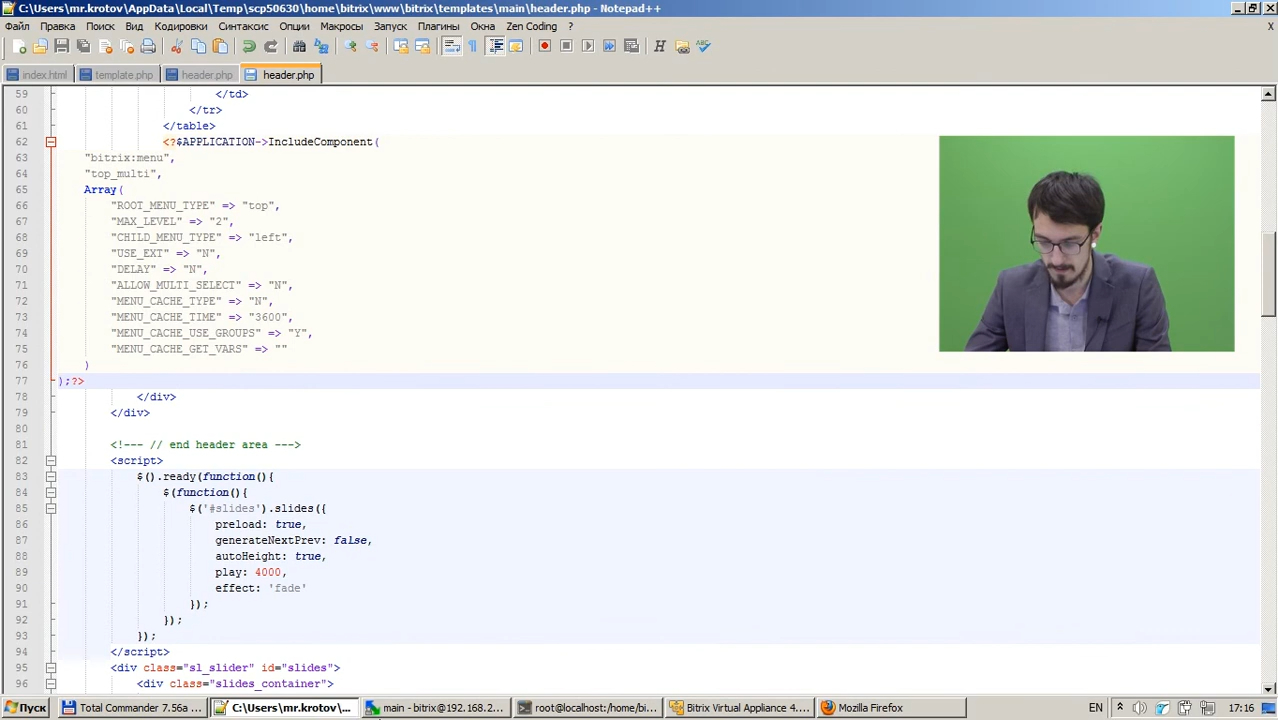 C:\Users\mr.krotov\AppData\Local\Temp\scp50630\home\bitrix\www\bitrix\templates\main\header.php - Notepad++
Файл Правка Поиск Вид Кодировки Синтаксис Опции Макросы Запуск Плагины Окна Zen Coding ? X
index.html template.php header.php header.php
59 </td>
60 </tr>
61 </table>
62 <?$APPLICATION->IncludeComponent(
63 "bitrix:menu",
64 "top_multi",
65 Array(
66 "ROOT_MENU_TYPE" => "top",
67 "MAX_LEVEL" => "2",
68 "CHILD_MENU_TYPE" => "left",
69 "USE_EXT" => "N",
70 "DELAY" => "N",
71 "ALLOW_MULTI_SELECT" => "N",
72 "MENU_CACHE_TYPE" => "N",
73 "MENU_CACHE_TIME" => "3600",
74 "MENU_CACHE_USE_GROUPS" => "Y",
75 "MENU_CACHE_GET_VARS" => ""
76 )
77 );?>
78 </div>
79 </div>
80
81 <!--- // end header area --->
82 <script>
83 $().ready(function(){
84 $(function(){
85 $('#slides').slides({
86 preload: true,
87 generateNextPrev: false,
88 autoHeight: true,
89 play: 4000,
90 effect: 'fade'
91 });
92 });
93 });
94 </script>
95 <div class="sl_slider" id="slides">
96 <div class="slides_container">
Пуск Total Commander 7.56a ... C:\Users\mr.krotov\... main - bitrix@192.168.2... root@localhost:/home/bi... Bitrix Virtual Appliance 4.... Mozilla Firefox EN 17:16